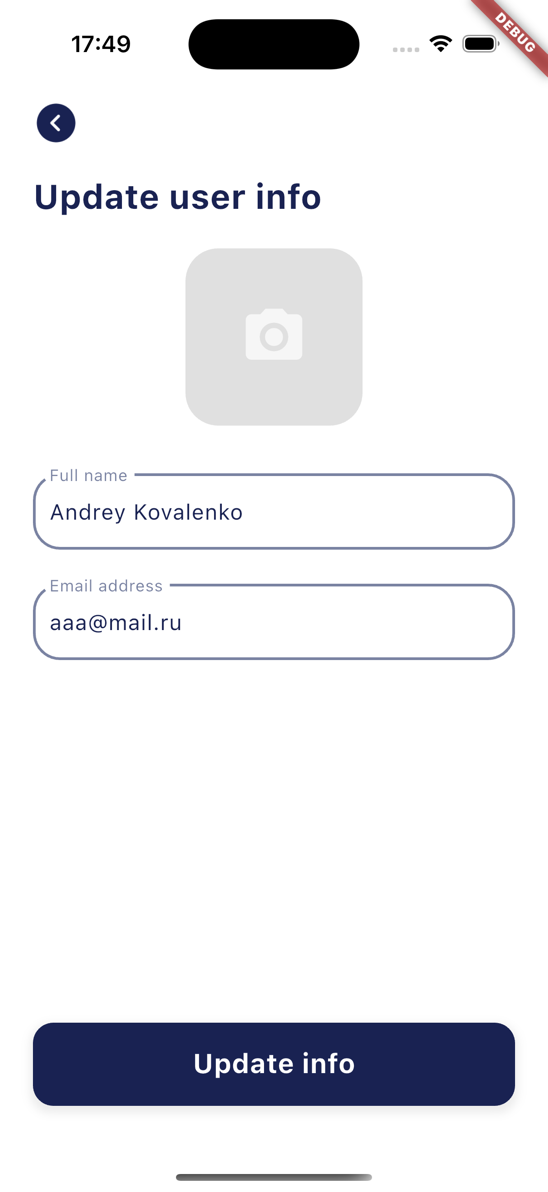 17:49
DEBUG
Update user info
Full name
Andrey Kovalenko
Email address
aaa@mail.ru
Update info